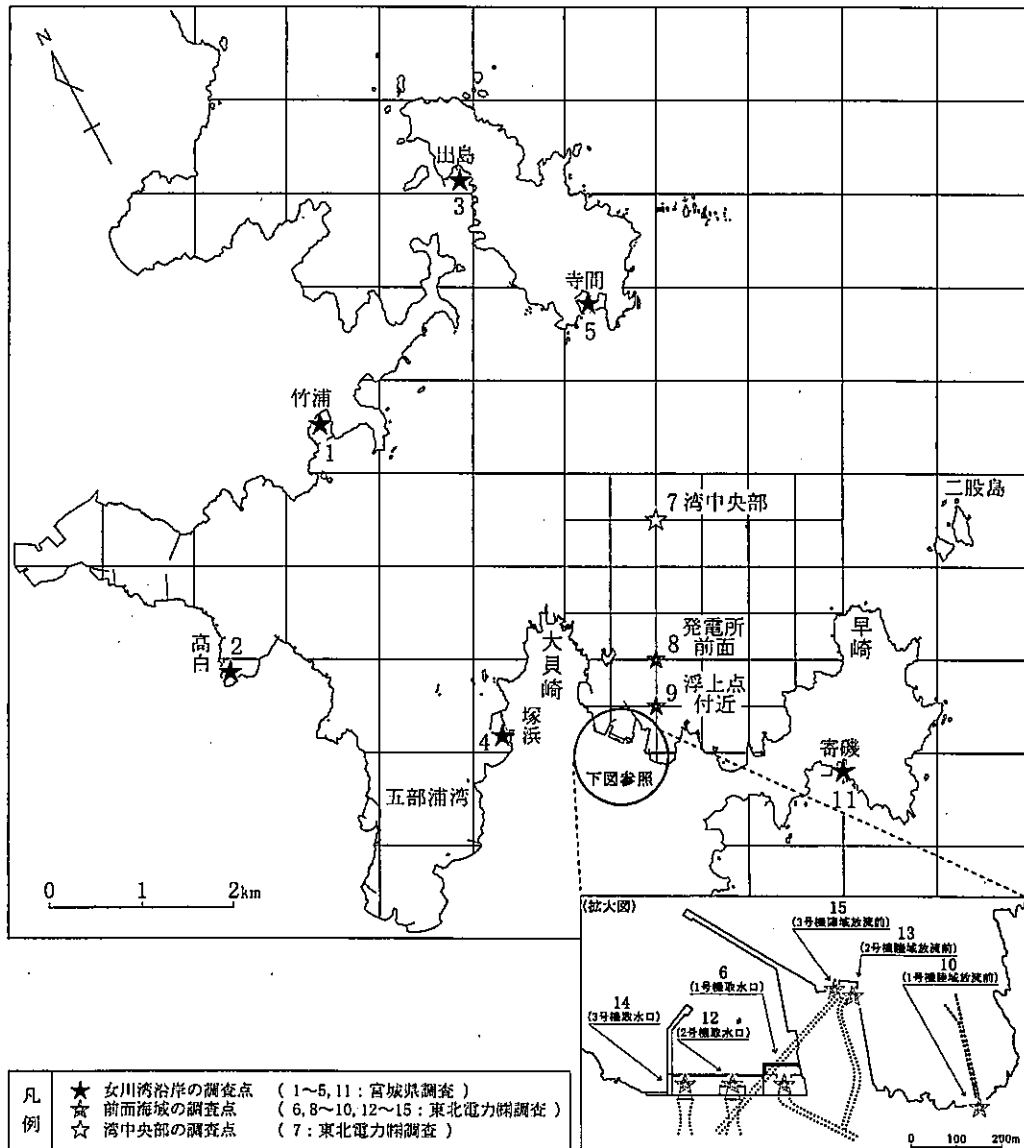 N
出島
3
寺間
5
竹浦
1
7 湾中央部
二股島
高白
2
大貝崎
8 発電所前面
早崎
9 浮上点付近
4
塚浜
下図参照
寄磯
11
五部浦湾
0 1 2km
(拡大図)
15
(3号機陸域放流前)
13
(2号機陸域放流前)
10
(1号機陸域放流前)
6
(1号機取水口)
14
(3号機取水口)
12
(2号機取水口)
0 100 200m
凡例
★ 女川湾沿岸の調査点 (1~5,11:宮城県調査)
前面海域の調査点 (6,8~10,12~15:東北電力㈱調査)
☆ 湾中央部の調査点 (7:東北電力㈱調査)